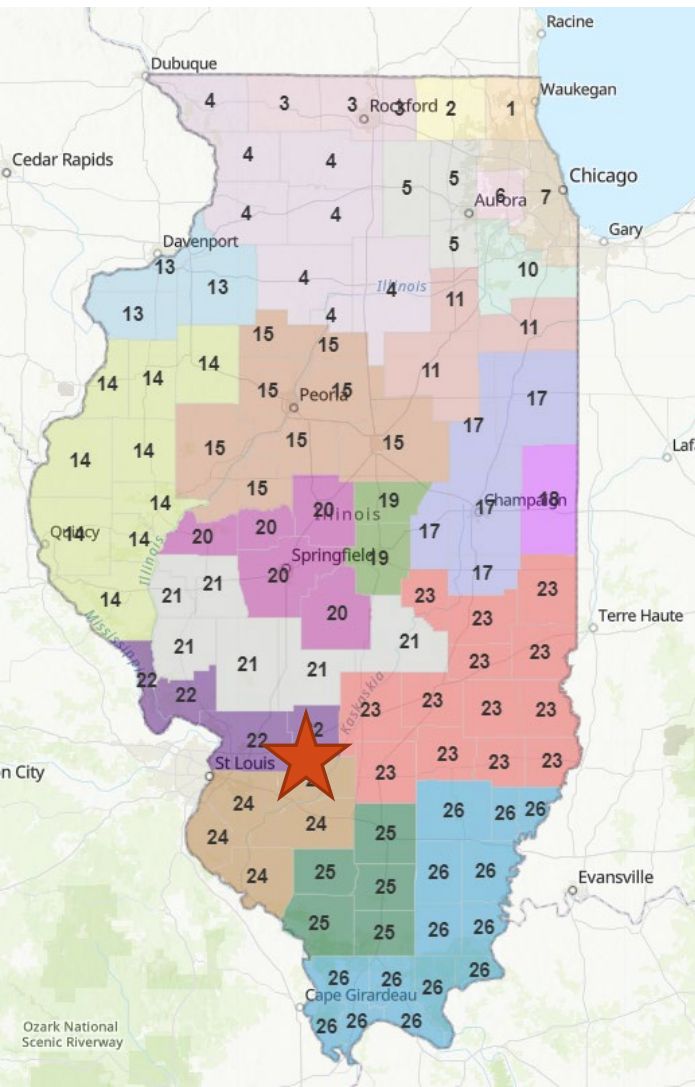 Racine
Dubuque
Waukegan
4 3 3 Rockford 3 2 1
Cedar Rapids
4 4 5 5 6 7 Chicago
Aurora
4 4 5
Gary
Davenport
13 13 4 10
Illinois
4
13 4 11 11
15 15
14 14 14 15 15 11 17
Peoria
17
14 14 15 15 15
15 20 19 17 18
Champaign
Illinois
Quincy
14 14 14 20 20 17
Illinois
Springfield
19
20 17
14 21 21 20 23 23 23
Terre Haute
Mississippi
21 21 21 21 23 23
22 22 Kaskaskia 23 23 23 23
22
St Louis
n City
23 23 23 23
24 24 24 24
25 26 26 26
25 25 26 26
Evansville
25 25 26 26
26 26 26 26
Cape Girardeau
26 26 26
Ozark National
Scenic Riverway